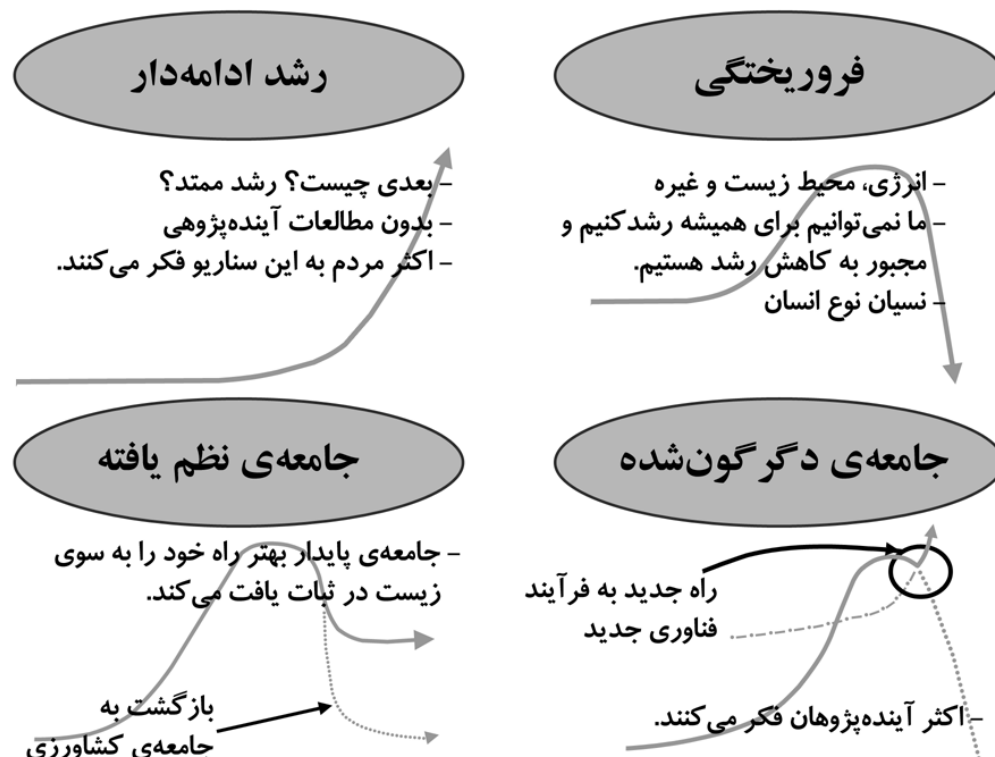 فروریختگی
– انرژی، محیط زیست و غیره
– ما نمی‌توانیم برای همیشه رشدکنیم و
مجبور به کاهش رشد هستیم.
– نسیان نوع انسان
رشد ادامه‌دار
– بعدی چیست؟ رشد ممتد؟
– بدون مطالعات آینده‌پژوهی
– اکثر مردم به این سناریو فکر می‌کنند.
جامعه‌ی دگرگون‌شده
راه جدید به فرآیند
فناوری جدید
– اکثر آینده‌پژوهان فکر می‌کنند.
جامعه‌ی نظم یافته
– جامعه‌ی پایدار بهتر راه خود را به سوی
زیست در ثبات یافت می‌کند.
بازگشت به
جامعه‌ی کشاورزی